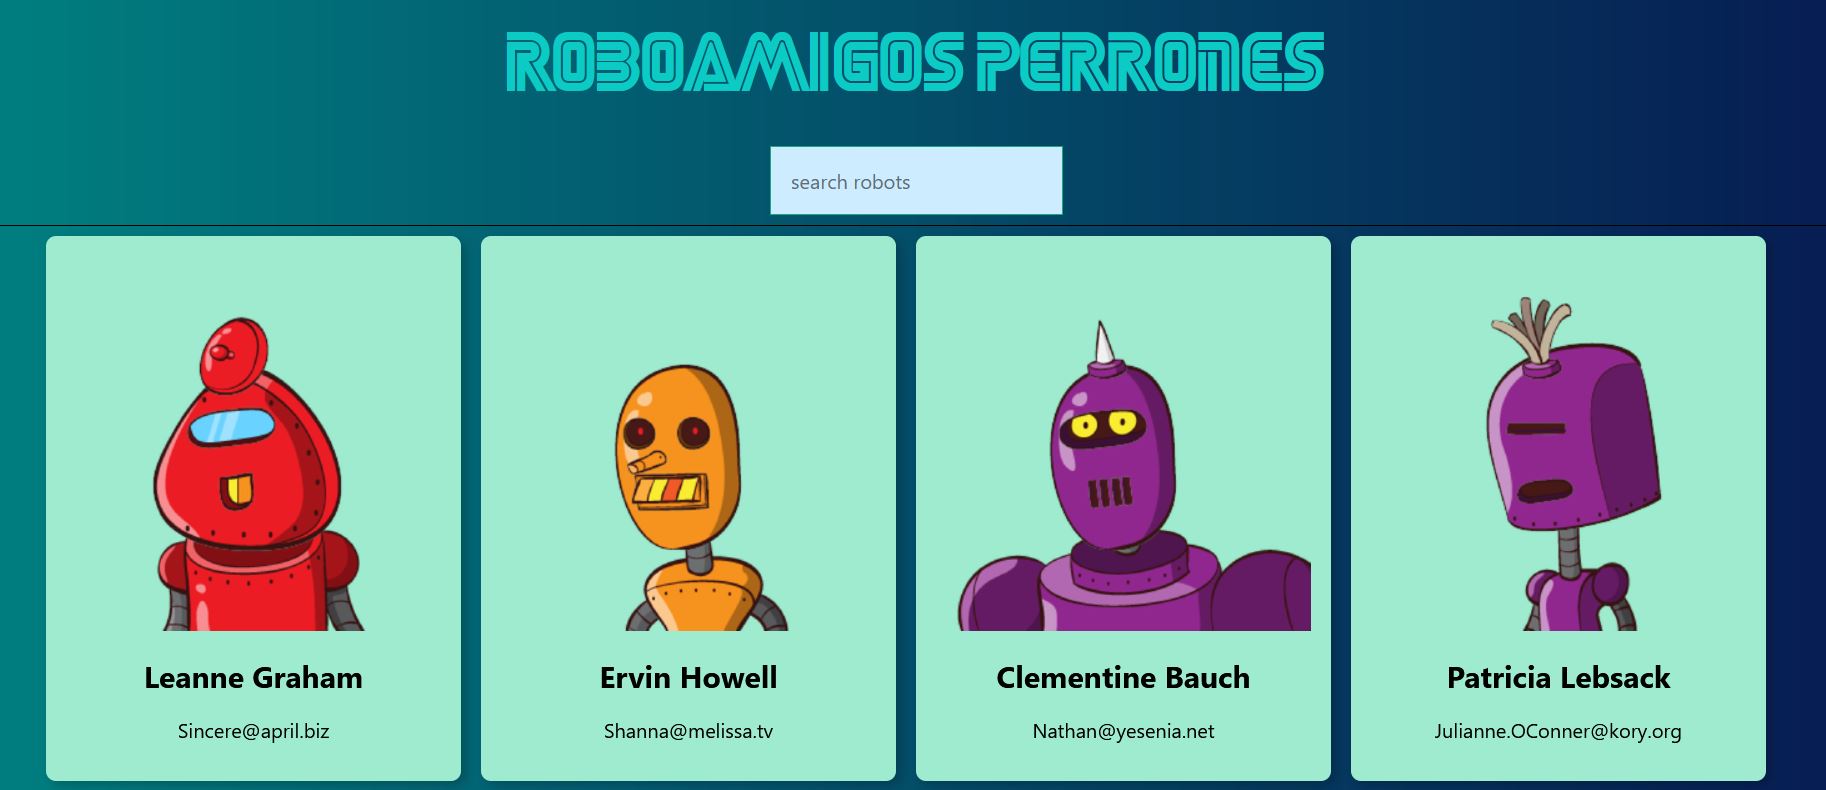 ROBOAMIGOS PERRONES
search robots
Leanne Graham
Sincere@april.biz
Ervin Howell
Shanna@melissa.tv
Clementine Bauch
Nathan@yesenia.net
Patricia Lebsack
Julianne.OConner@kory.org